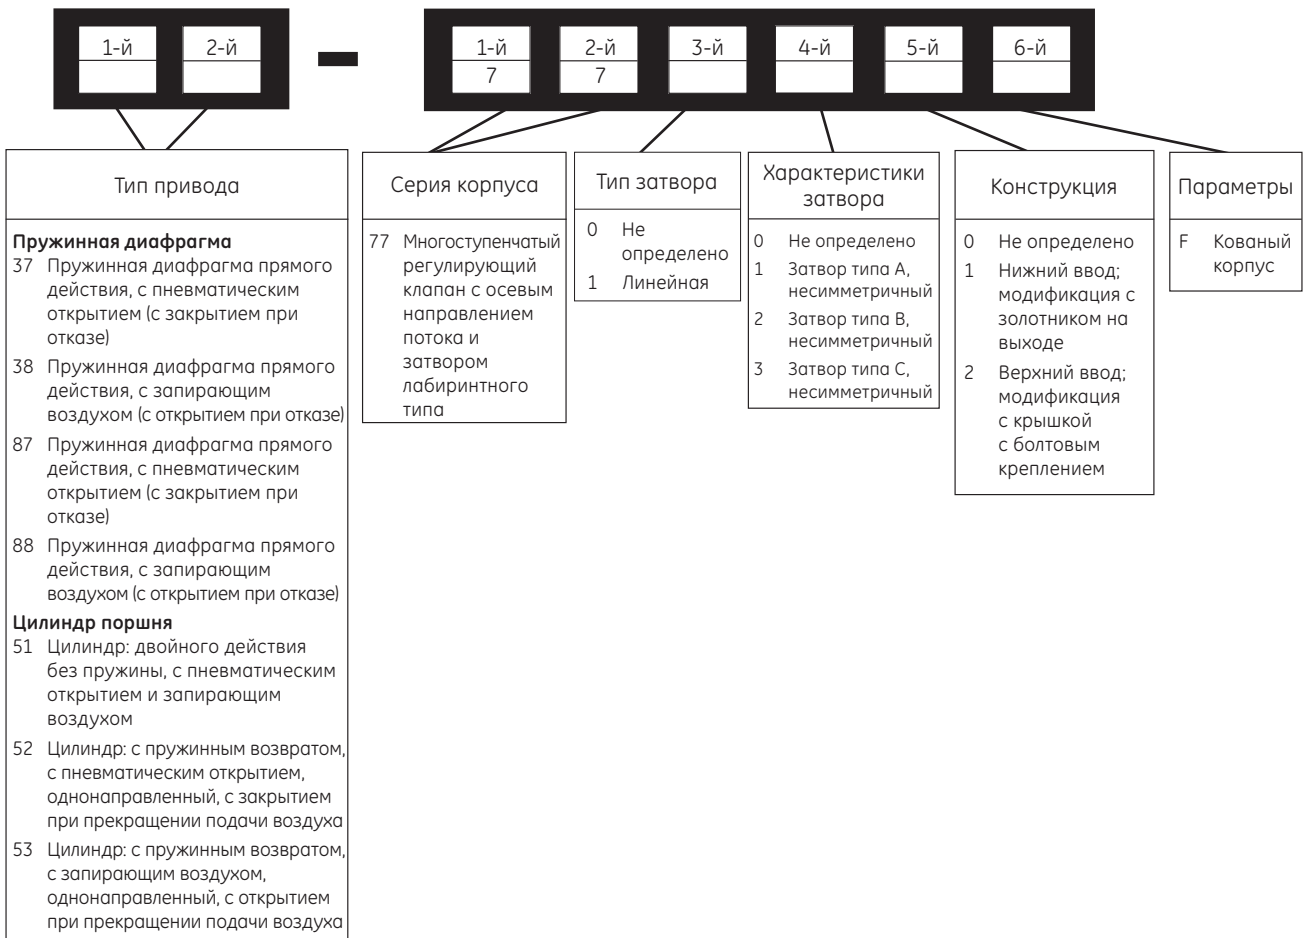 1-й 2-й
1-й 2-й 3-й 4-й 5-й 6-й
7 7
Тип привода
Пружинная диафрагма
37 Пружинная диафрагма прямого
действия, с пневматическим
открытием (с закрытием при
отказе)
38 Пружинная диафрагма прямого
действия, с запирающим
воздухом (с открытием при отказе)
87 Пружинная диафрагма прямого
действия, с пневматическим
открытием (с закрытием при
отказе)
88 Пружинная диафрагма прямого
действия, с запирающим
воздухом (с открытием при отказе)
Цилиндр поршня
51 Цилиндр: двойного действия
без пружины, с пневматическим
открытием и запирающим
воздухом
52 Цилиндр: с пружинным возвратом,
с пневматическим открытием,
однонаправленный, с закрытием
при прекращении подачи воздуха
53 Цилиндр: с пружинным возвратом,
с запирающим воздухом,
однонаправленный, с открытием
при прекращении подачи воздуха
Серия корпуса
77 Многоступенчатый
регулирующий
клапан с осевым
направлением
потока и
затвором
лабиринтного
типа
Тип затвора
0 Не
определено
1 Линейная
Характеристики
затвора
0 Не определено
1 Затвор типа A,
несимметричный
2 Затвор типа B,
несимметричный
3 Затвор типа C,
несимметричный
Конструкция
0 Не определено
1 Нижний ввод;
модификация с
золотником на
выходе
2 Верхний ввод;
модификация
с крышкой
с болтовым
креплением
Параметры
F Кованый
корпус